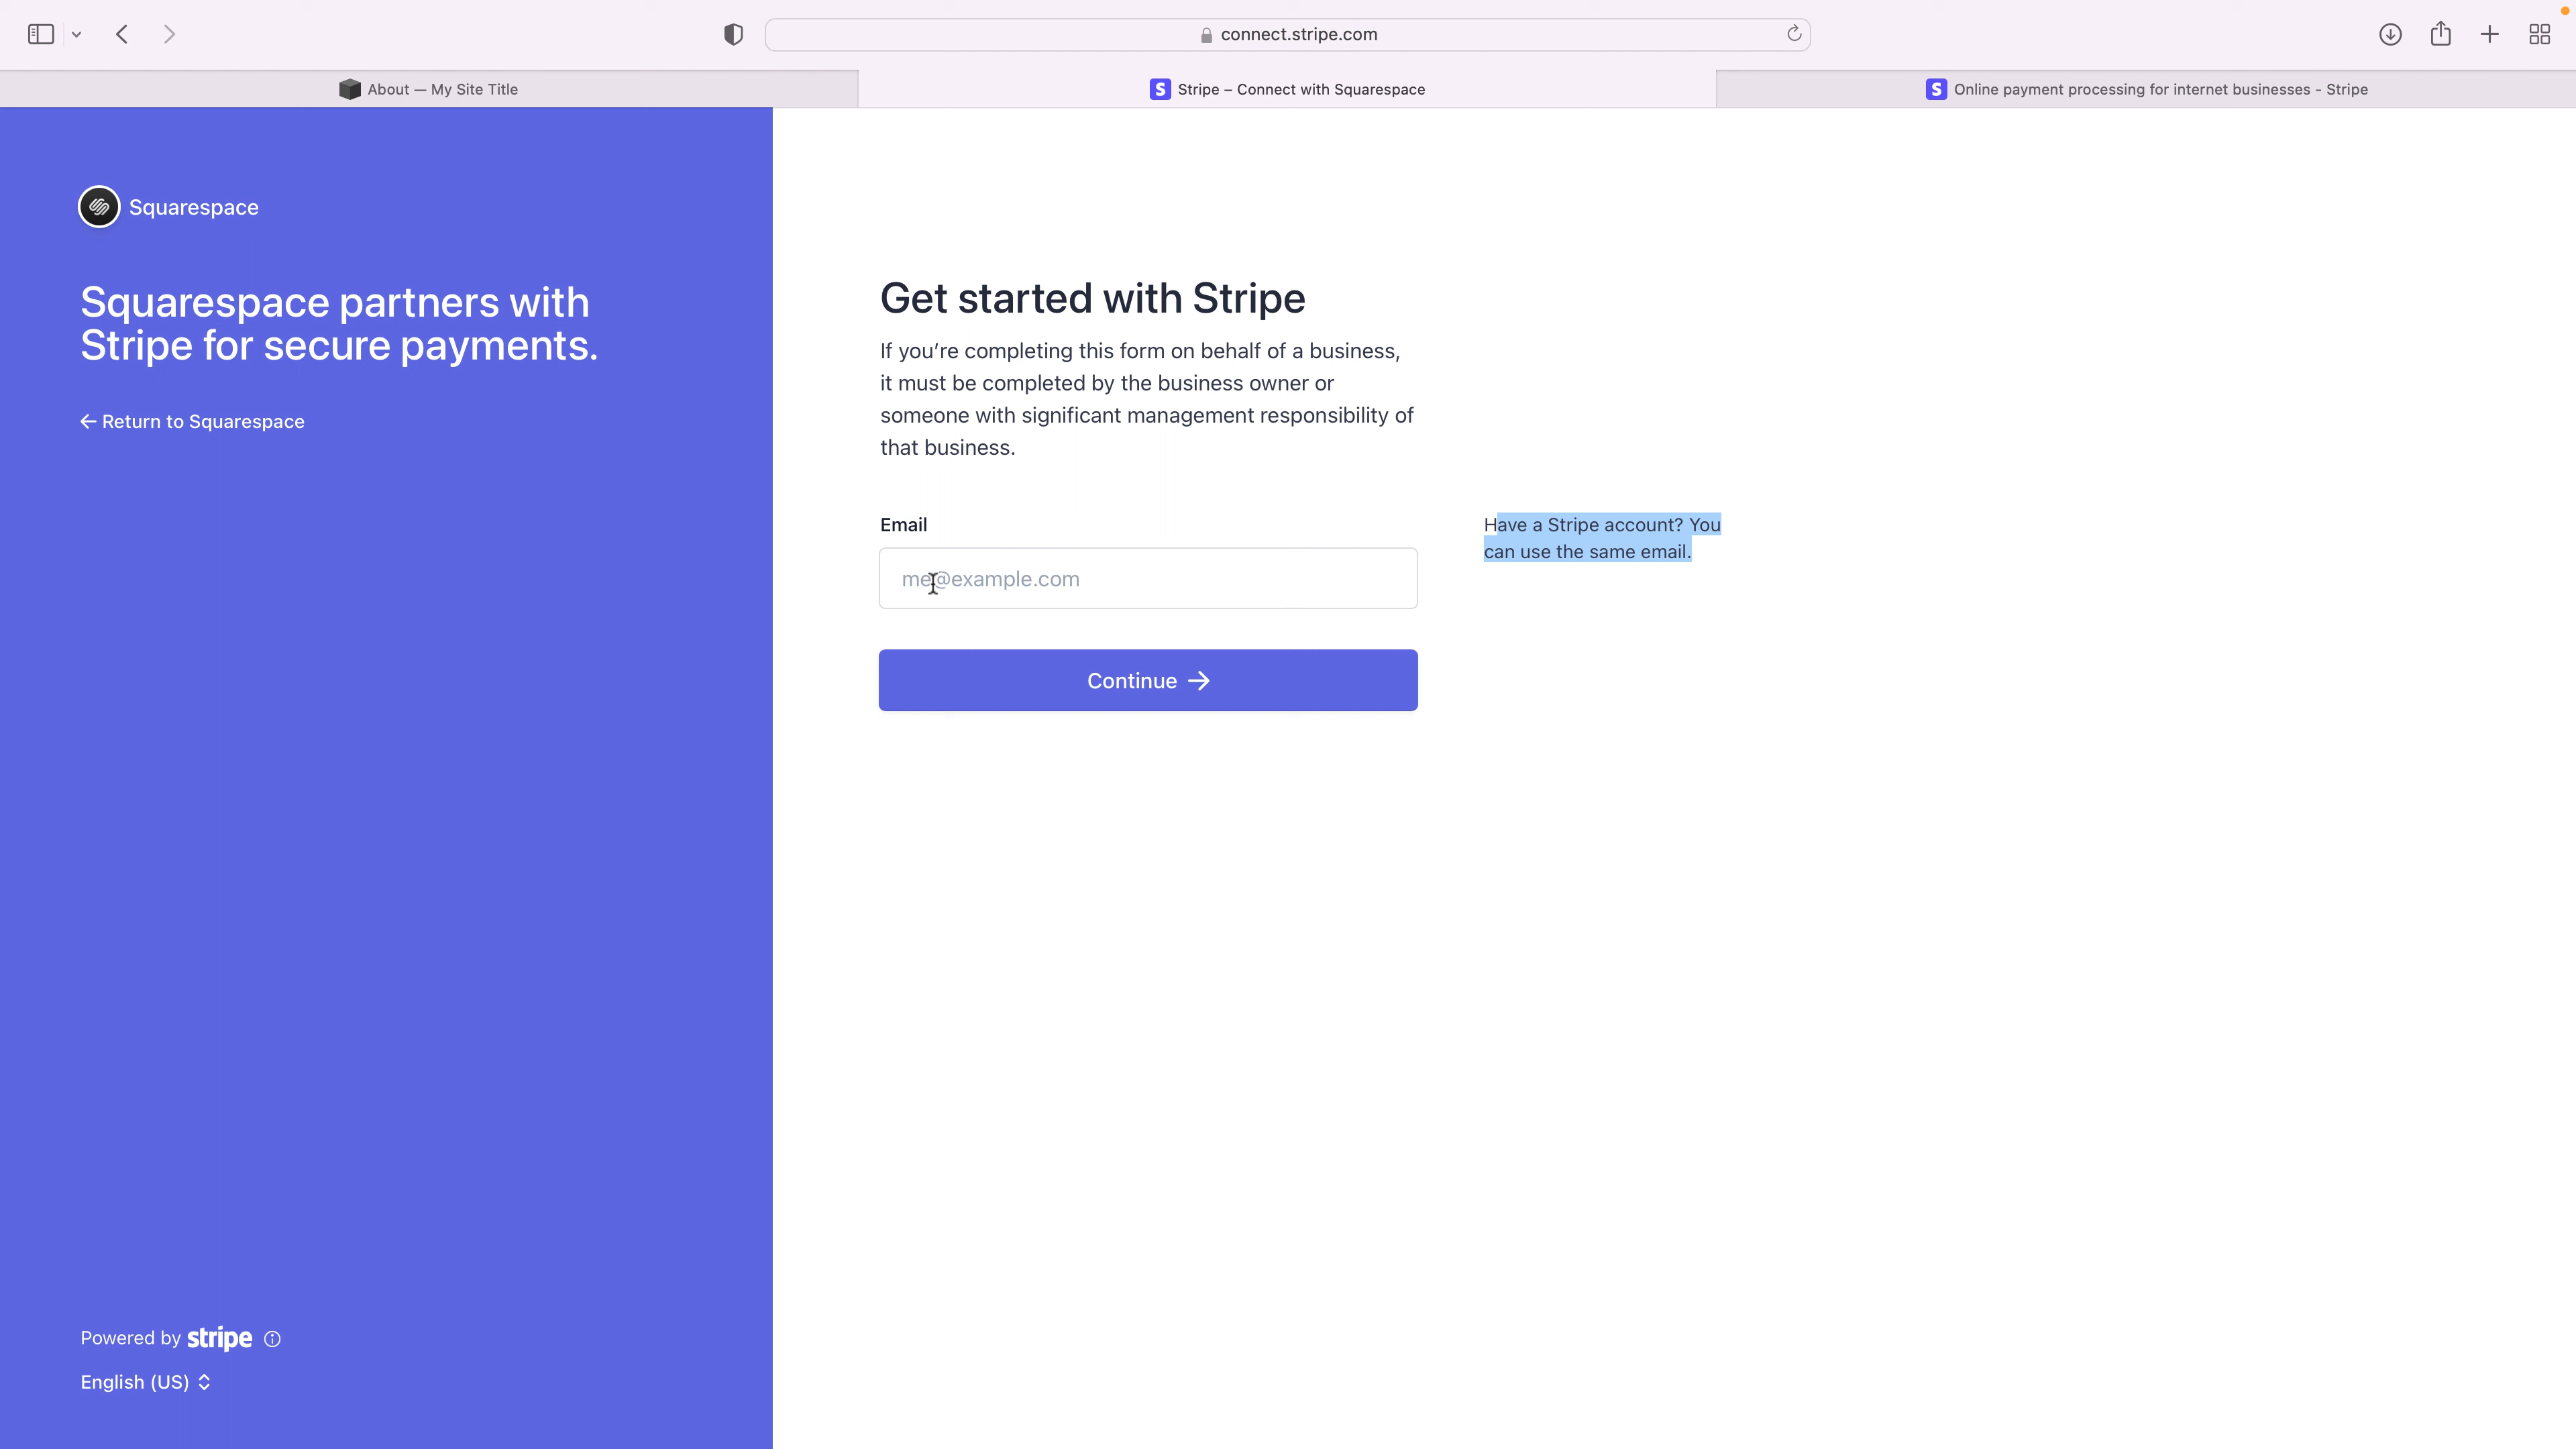 connect.stripe.com
About — My Site Title
S Stripe – Connect with Squarespace
S Online payment processing for internet businesses - Stripe
Squarespace
Squarespace partners with
Stripe for secure payments.
← Return to Squarespace
Get started with Stripe
If you’re completing this form on behalf of a business,
it must be completed by the business owner or
someone with significant management responsibility of
that business.
Email
me@example.com
Have a Stripe account? You
can use the same email.
Continue →
Powered by stripe
English (US)